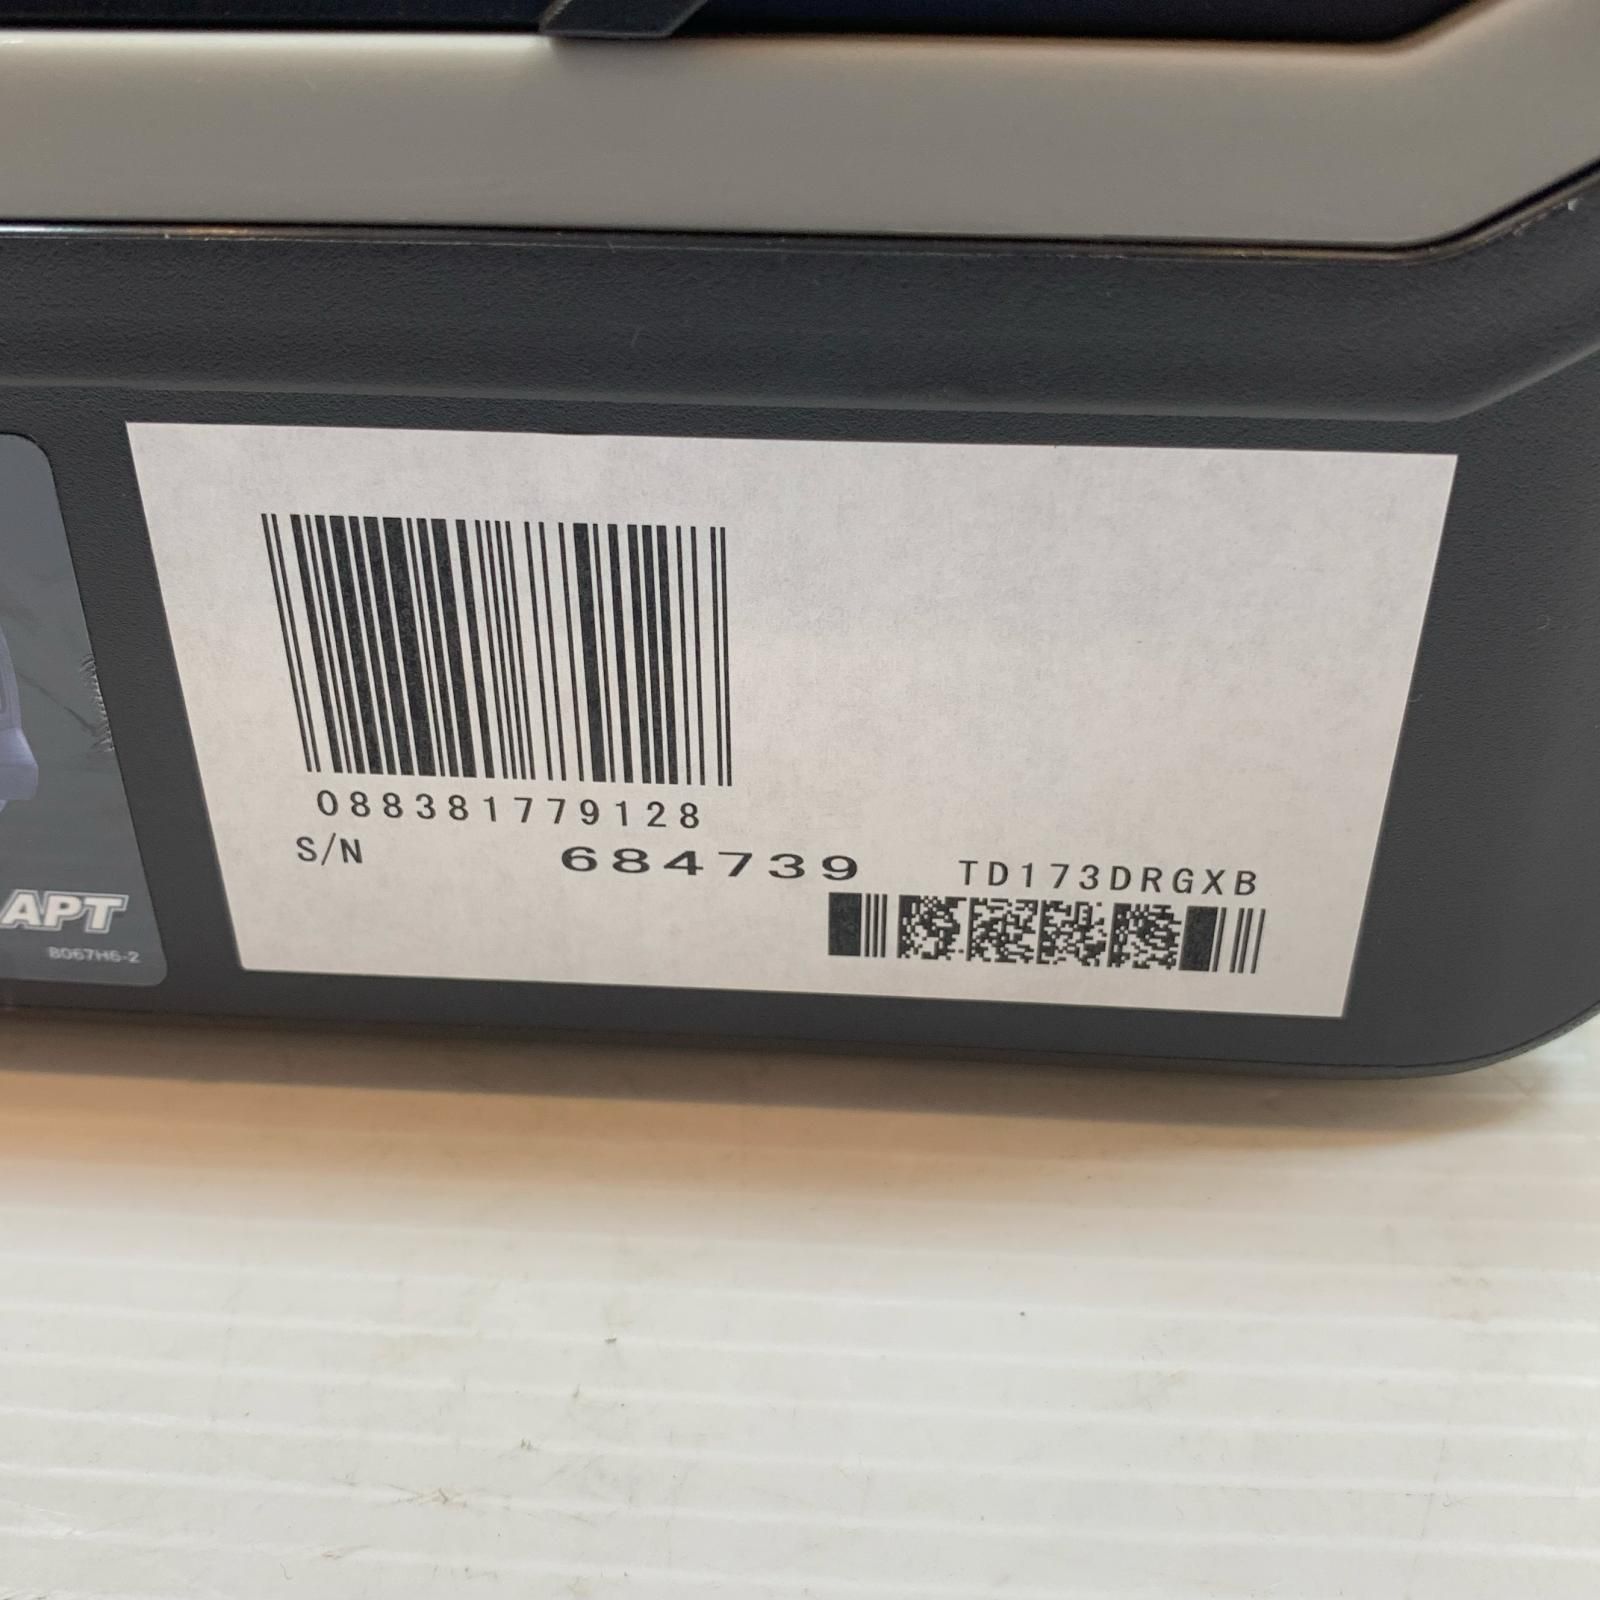 088381779128
S/N 684739 TD173DRGXB
APT
8067H6-2